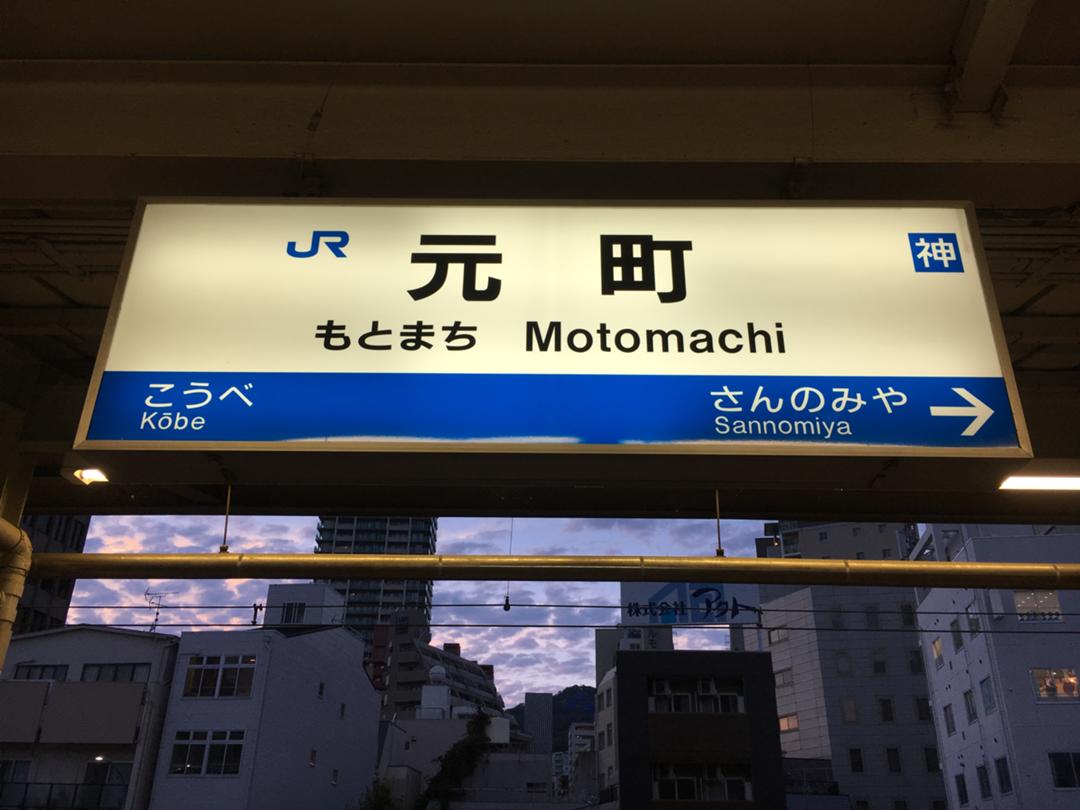 JR 元町 神
もとまち Motomachi
こうべ さんのみや →
Kōbe Sannomiya
株式会社 アクト